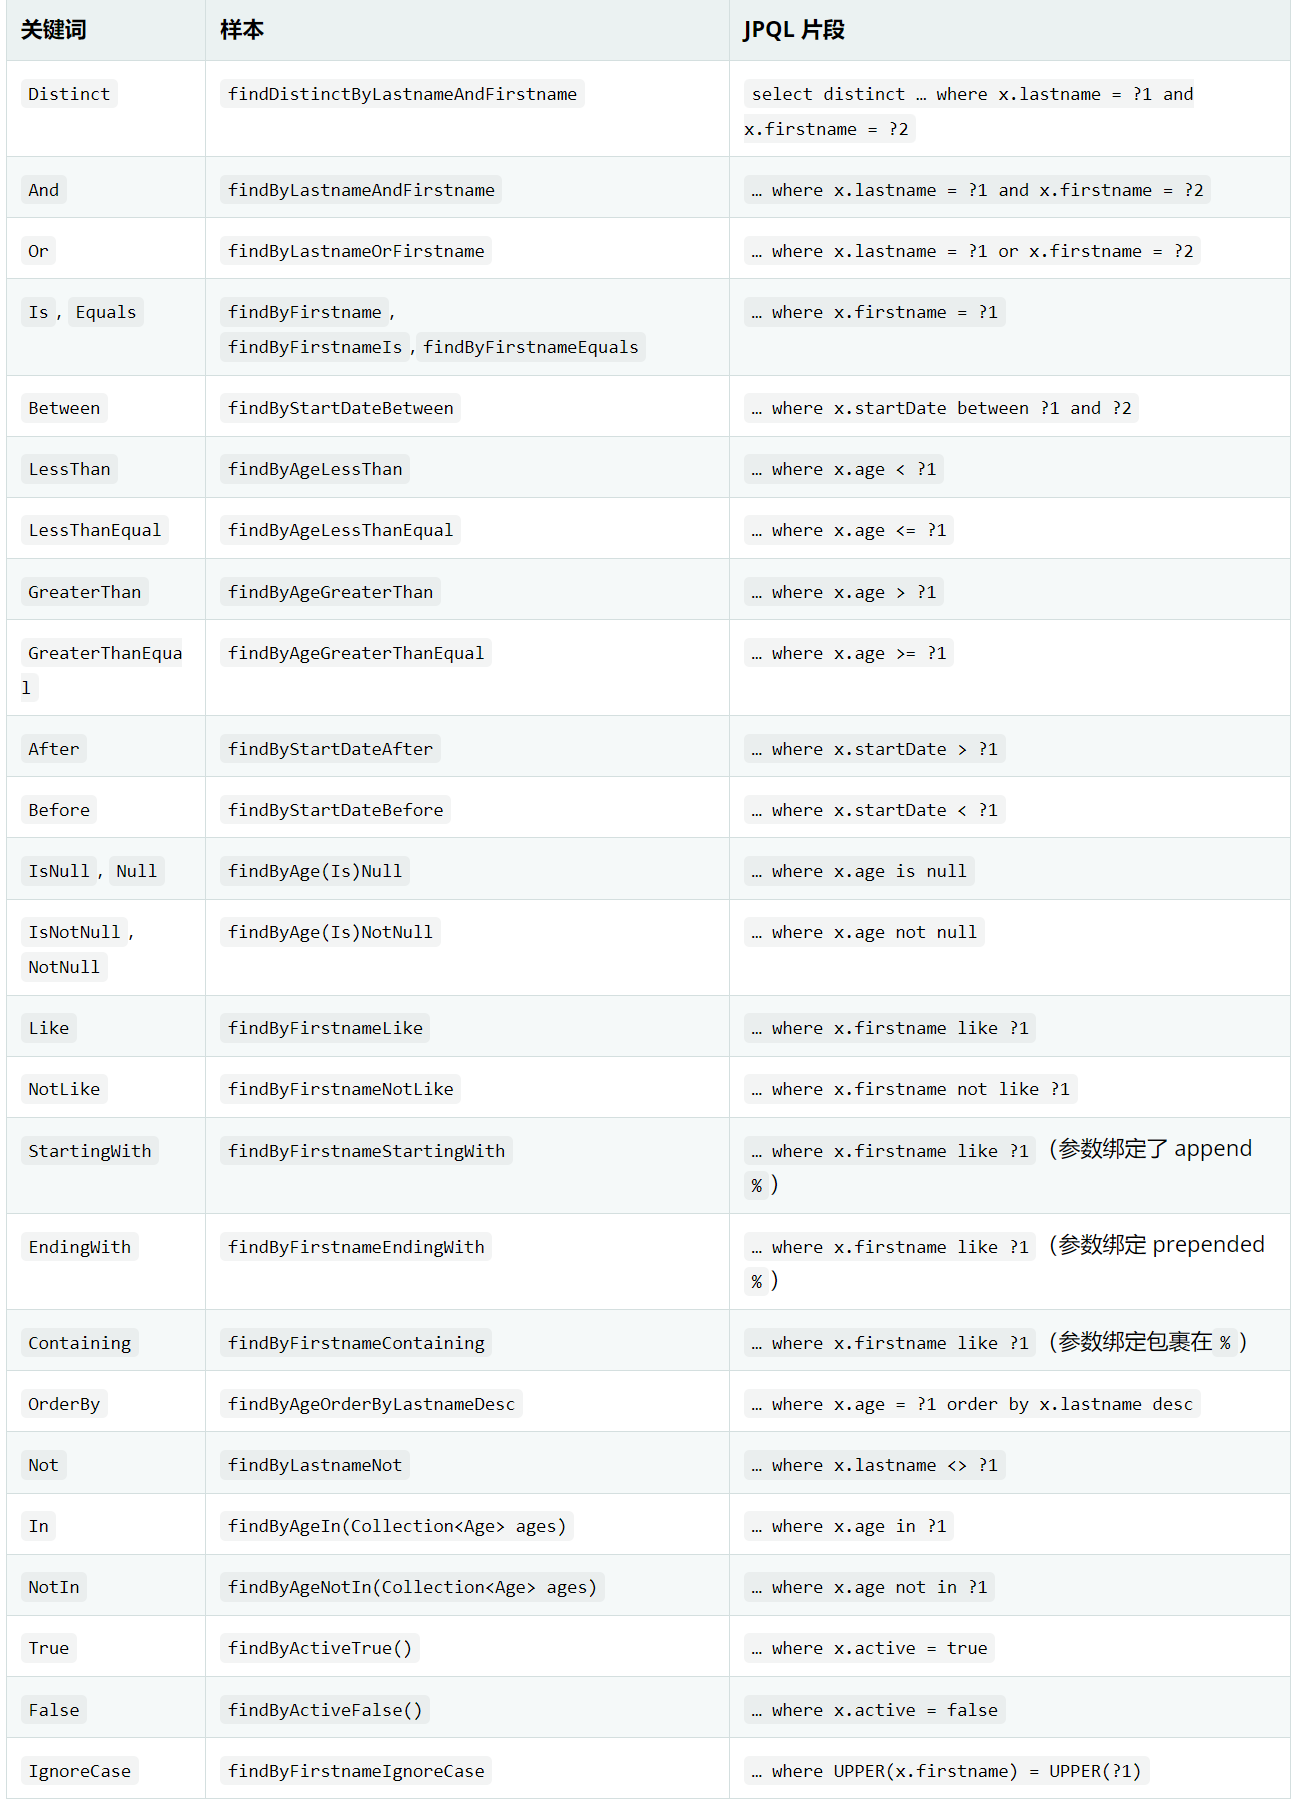 关键词 样本 JPQL 片段
Distinct findDistinctByLastnameAndFirstname select distinct … where x.lastname = ?1 and
x.firstname = ?2
And findByLastnameAndFirstname … where x.lastname = ?1 and x.firstname = ?2
Or findByLastnameOrFirstname … where x.lastname = ?1 or x.firstname = ?2
Is, Equals findByFirstname, … where x.firstname = ?1
findByFirstnameIs,findByFirstnameEquals
Between findByStartDateBetween … where x.startDate between ?1 and ?2
LessThan findByAgeLessThan … where x.age < ?1
LessThanEqual findByAgeLessThanEqual … where x.age <= ?1
GreaterThan findByAgeGreaterThan … where x.age > ?1
GreaterThanEqua findByAgeGreaterThanEqual … where x.age >= ?1
l
After findByStartDateAfter … where x.startDate > ?1
Before findByStartDateBefore … where x.startDate < ?1
IsNull, Null findByAge(Is)Null … where x.age is null
IsNotNull, findByAge(Is)NotNull … where x.age not null
NotNull
Like findByFirstnameLike … where x.firstname like ?1
NotLike findByFirstnameNotLike … where x.firstname not like ?1
StartingWith findByFirstnameStartingWith … where x.firstname like ?1（参数绑定了 append
%）
EndingWith findByFirstnameEndingWith … where x.firstname like ?1（参数绑定 prepended
%）
Containing findByFirstnameContaining … where x.firstname like ?1（参数绑定包裹在%）
OrderBy findByAgeOrderByLastnameDesc … where x.age = ?1 order by x.lastname desc
Not findByLastnameNot … where x.lastname <> ?1
In findByAgeIn(Collection<Age> ages) … where x.age in ?1
NotIn findByAgeNotIn(Collection<Age> ages) … where x.age not in ?1
True findByActiveTrue() … where x.active = true
False findByActiveFalse() … where x.active = false
IgnoreCase findByFirstnameIgnoreCase … where UPPER(x.firstname) = UPPER(?1)